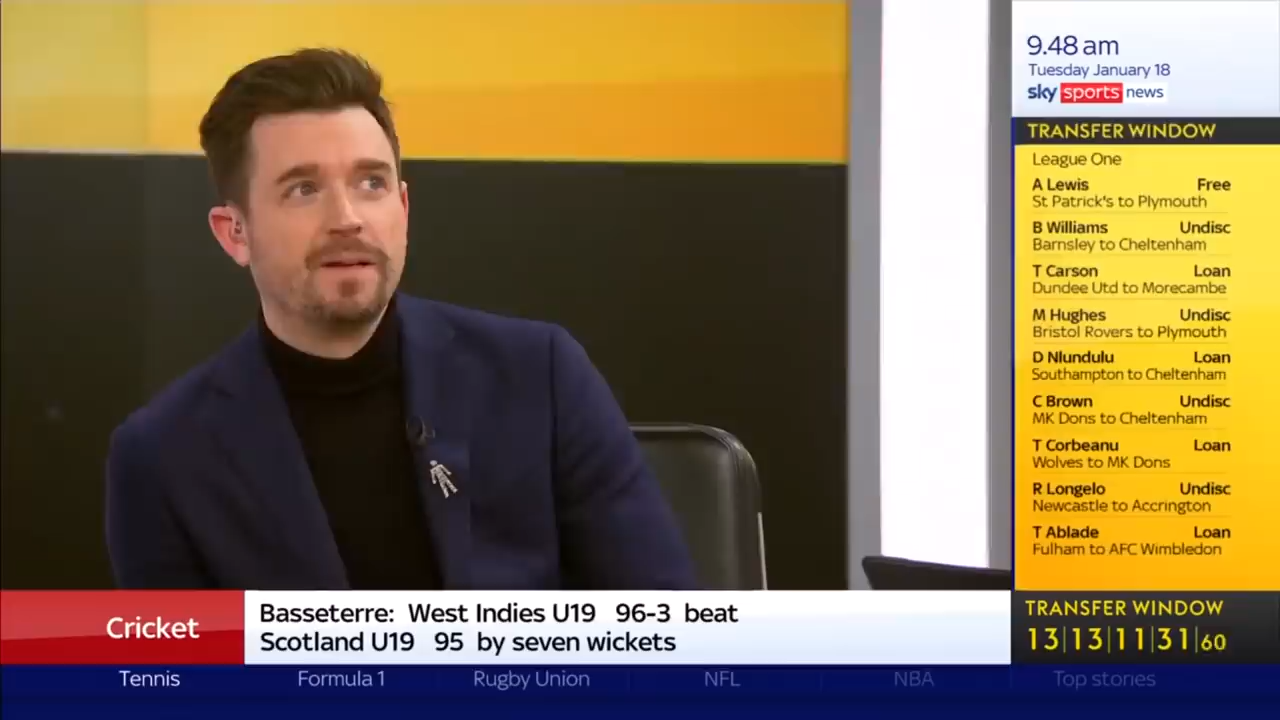 9.48 am
Tuesday January 18
sky sports news
TRANSFER WINDOW
League One
A Lewis Free
St Patrick's to Plymouth
B Williams Undisc
Barnsley to Cheltenham
T Carson Loan
Dundee Utd to Morecambe
M Hughes Undisc
Bristol Rovers to Plymouth
D Nlundulu Loan
Southampton to Cheltenham
C Brown Undisc
MK Dons to Cheltenham
T Corbeanu Loan
Wolves to MK Dons
R Longelo Undisc
Newcastle to Accrington
T Ablade Loan
Fulham to AFC Wimbledon
TRANSFER WINDOW
13|13|11|31|60
Cricket
Basseterre: West Indies U19 96-3 beat
Scotland U19 95 by seven wickets
Tennis Formula 1 Rugby Union NFL NBA Top stories